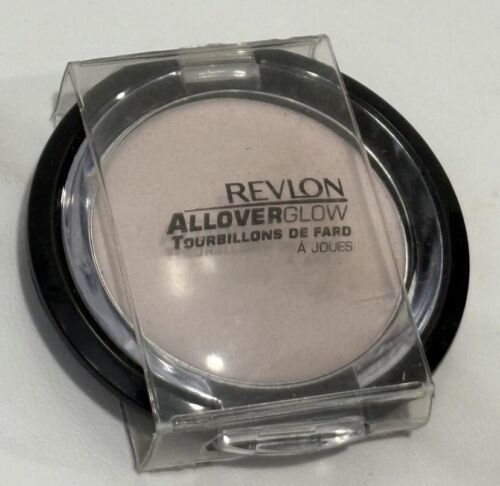 REVLON
ALLOVERGLOW
TOURBILLONS DE FARD
À JOUES